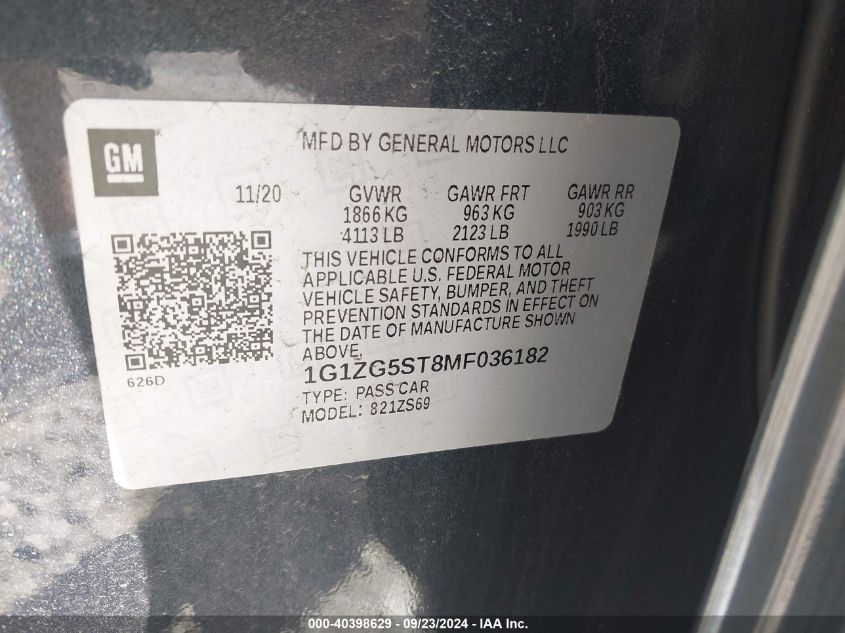 GM
MFD BY GENERAL MOTORS LLC
11/20 GVWR GAWR FRT GAWR RR
1866 KG 963 KG 903 KG
4113 LB 2123 LB 1990 LB
THIS VEHICLE CONFORMS TO ALL
APPLICABLE U.S. FEDERAL MOTOR
VEHICLE SAFETY, BUMPER, AND THEFT
PREVENTION STANDARDS IN EFFECT ON
THE DATE OF MANUFACTURE SHOWN
ABOVE.
626D
1G1ZG5ST8MF036182
TYPE: PASS CAR
MODEL: 821ZS69
000-40398629 - 09/23/2024 - IAA Inc.